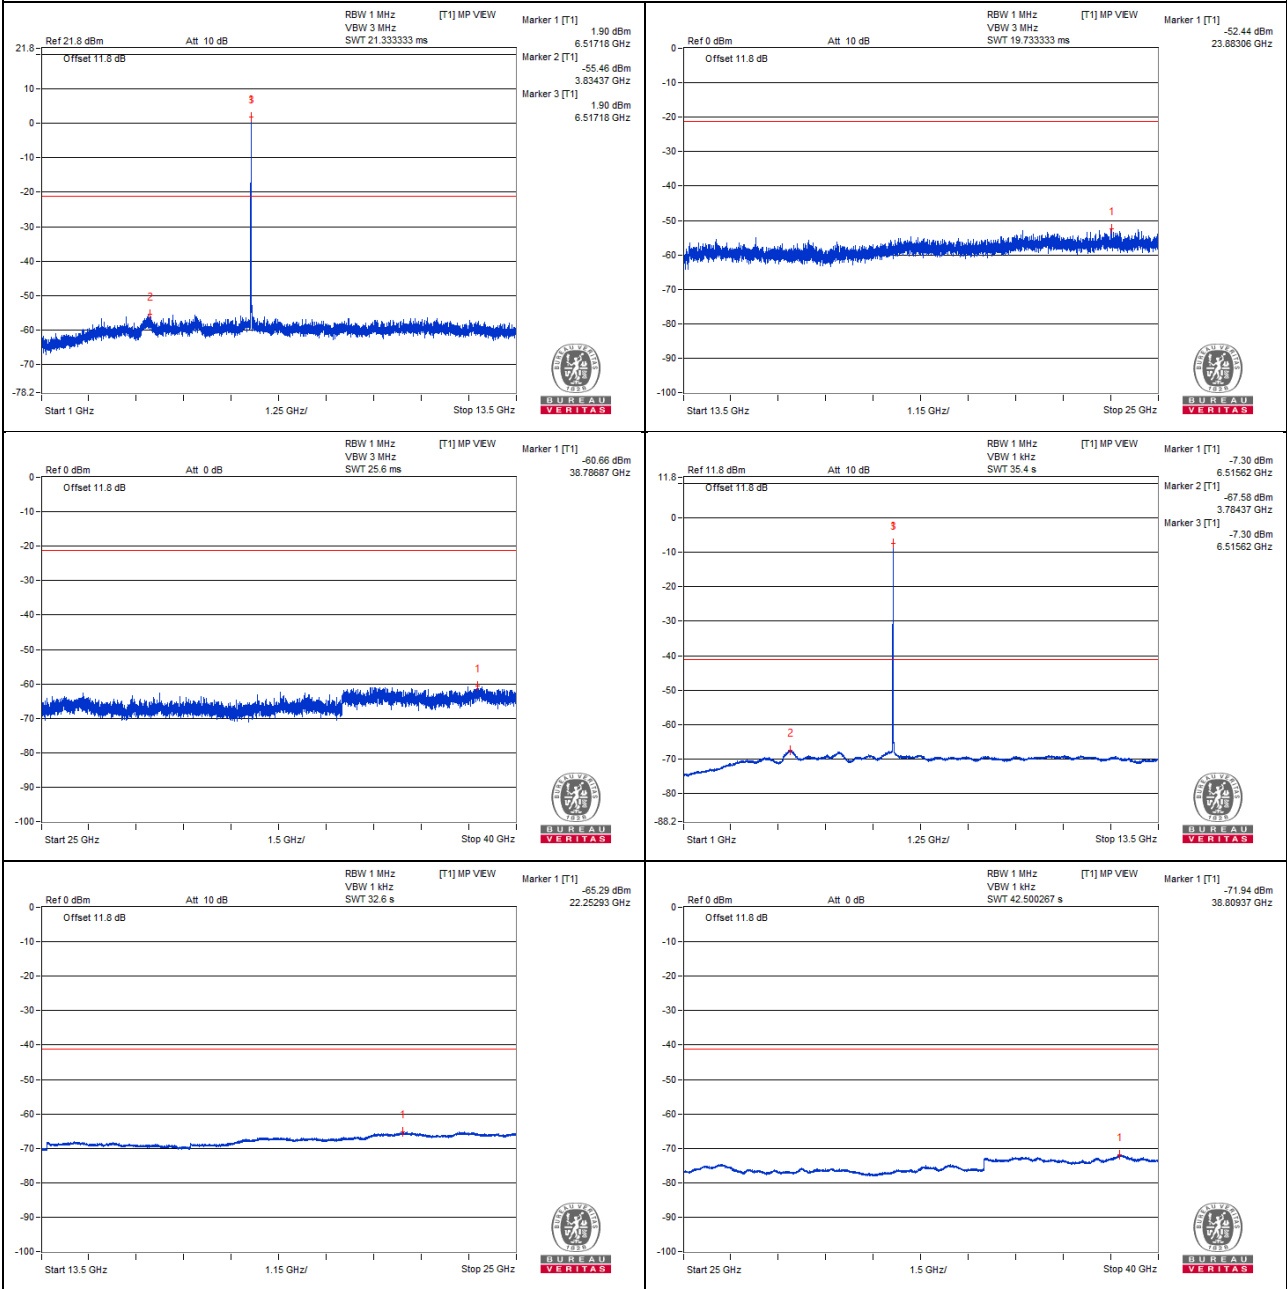 RBW 1 MHz [T1] MP VIEW
VBW 3 MHz
Ref 21.8 dBm Att 10 dB SWT 21.333333 ms
Marker 1 [T1]
1.90 dBm
6.51718 GHz
Marker 2 [T1]
-55.46 dBm
3.83437 GHz
Marker 3 [T1]
1.90 dBm
6.51718 GHz
21.8
Offset 11.8 dB
10
0
-10
-20
-30
-40
-50
-60
-70
-78.2
2
Start 1 GHz 1.25 GHz/ Stop 13.5 GHz
BUREAU VERITAS
1828
BUREAU
VERITAS
RBW 1 MHz [T1] MP VIEW
VBW 3 MHz
Ref 0 dBm Att 10 dB SWT 19.733333 ms
Marker 1 [T1]
-52.44 dBm
23.88306 GHz
0
Offset 11.8 dB
-10
-20
-30
-40
-50
-60
-70
-80
-90
-100
1
Start 13.5 GHz 1.15 GHz/ Stop 25 GHz
BUREAU VERITAS
1828
BUREAU
VERITAS
RBW 1 MHz [T1] MP VIEW
VBW 3 MHz
Ref 0 dBm Att 0 dB SWT 25.6 ms
Marker 1 [T1]
-60.66 dBm
38.78687 GHz
0
Offset 11.8 dB
-10
-20
-30
-40
-50
-60
-70
-80
-90
-100
1
Start 25 GHz 1.5 GHz/ Stop 40 GHz
BUREAU VERITAS
1828
BUREAU
VERITAS
RBW 1 MHz [T1] MP VIEW
VBW 1 kHz
Ref 11.8 dBm Att 10 dB SWT 35.4 s
Marker 1 [T1]
-7.30 dBm
6.51562 GHz
Marker 2 [T1]
-67.58 dBm
3.78437 GHz
Marker 3 [T1]
-7.30 dBm
6.51562 GHz
11.8
Offset 11.8 dB
0
-10
-20
-30
-40
-50
-60
-70
-80
-88.2
2
Start 1 GHz 1.25 GHz/ Stop 13.5 GHz
BUREAU VERITAS
1828
BUREAU
VERITAS
RBW 1 MHz [T1] MP VIEW
VBW 1 kHz
Ref 0 dBm Att 10 dB SWT 32.6 s
Marker 1 [T1]
-65.29 dBm
22.25293 GHz
0
Offset 11.8 dB
-10
-20
-30
-40
-50
-60
-70
-80
-90
-100
1
Start 13.5 GHz 1.15 GHz/ Stop 25 GHz
BUREAU VERITAS
1828
BUREAU
VERITAS
RBW 1 MHz [T1] MP VIEW
VBW 1 kHz
Ref 0 dBm Att 0 dB SWT 42.500267 s
Marker 1 [T1]
-71.94 dBm
38.80937 GHz
0
Offset 11.8 dB
-10
-20
-30
-40
-50
-60
-70
-80
-90
-100
1
Start 25 GHz 1.5 GHz/ Stop 40 GHz
BUREAU VERITAS
1828
BUREAU
VERITAS